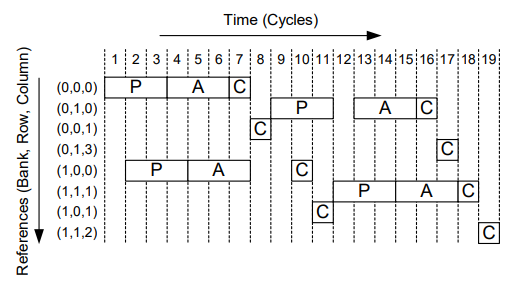 Time (Cycles)
1 2 3 4 5 6 7 8 9 10 11 12 13 14 15 16 17 18 19
References (Bank, Row, Column)
(0,0,0) P A C
(0,1,0) P A C
(0,0,1) C
(0,1,3) C
(1,0,0) P A C
(1,1,1) P A C
(1,0,1) C
(1,1,2) C